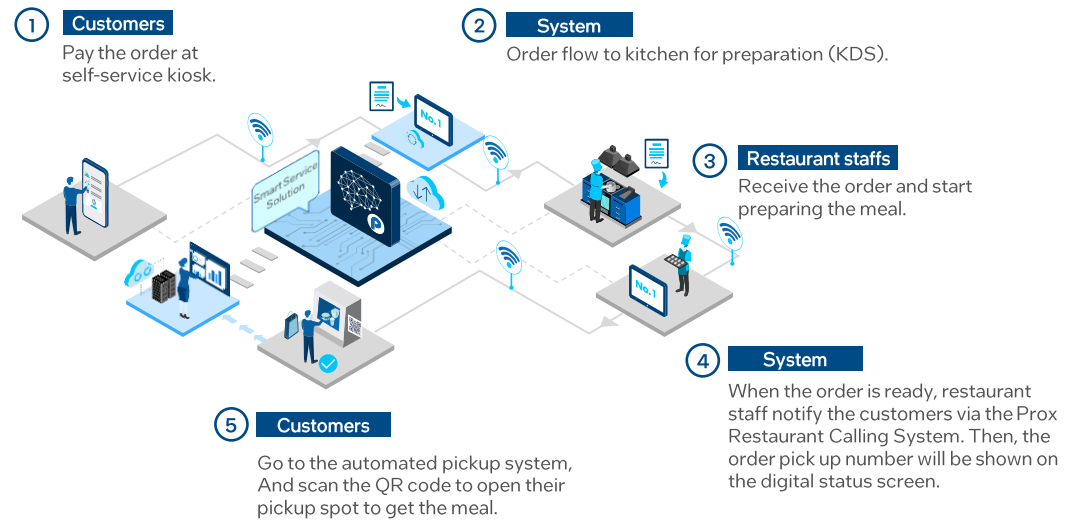 1
Customers
Pay the order at
self-service kiosk.
2
System
Order flow to kitchen for preparation (KDS).
No.1
3
Restaurant staffs
Receive the order and start
preparing the meal.
Smart Service
Solution
P
No.1
4
System
When the order is ready, restaurant
staff notify the customers via the Prox
Restaurant Calling System. Then, the
order pick up number will be shown on
the digital status screen.
5
Customers
Go to the automated pickup system,
And scan the QR code to open their
pickup spot to get the meal.